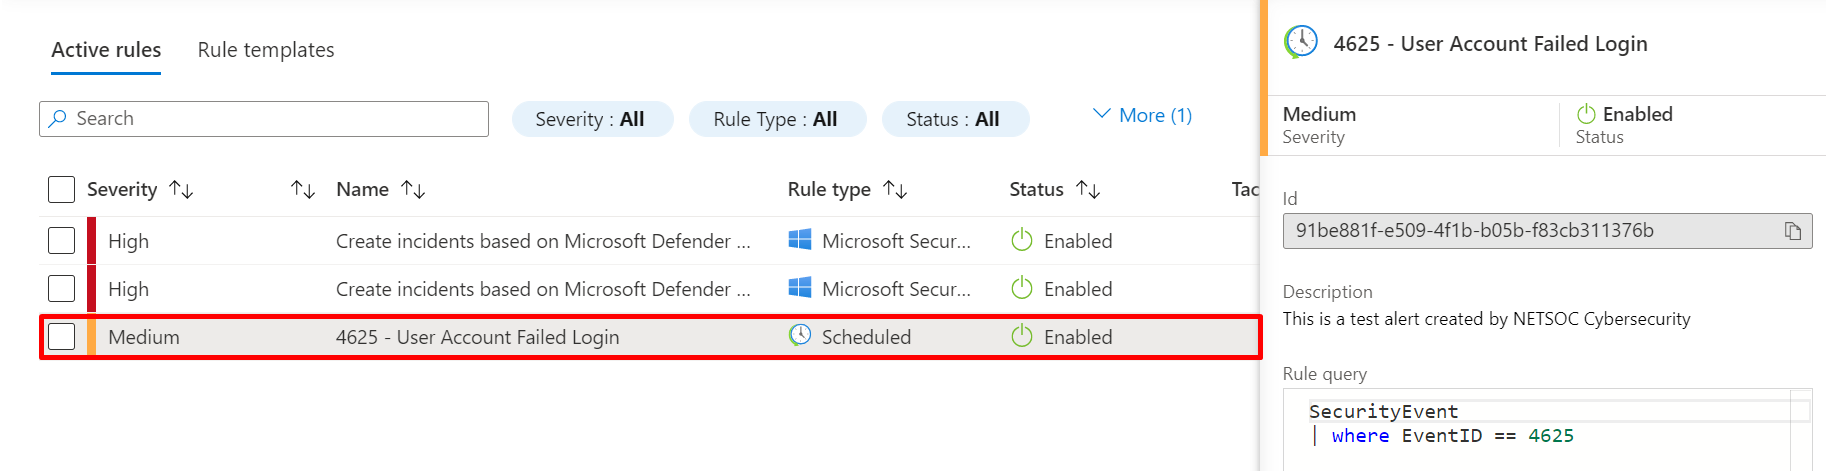 Active rules Rule templates
Search
Severity : All
Rule Type : All
Status : All
More (1)
Severity Name Rule type Status Tac
High Create incidents based on Microsoft Defender ... Microsoft Secur... Enabled
High Create incidents based on Microsoft Defender ... Microsoft Secur... Enabled
Medium 4625 - User Account Failed Login Scheduled Enabled
4625 - User Account Failed Login
Medium Enabled
Severity Status
Id
91be881f-e509-4f1b-b05b-f83cb311376b
Description
This is a test alert created by NETSOC Cybersecurity
Rule query
SecurityEvent
| where EventID == 4625